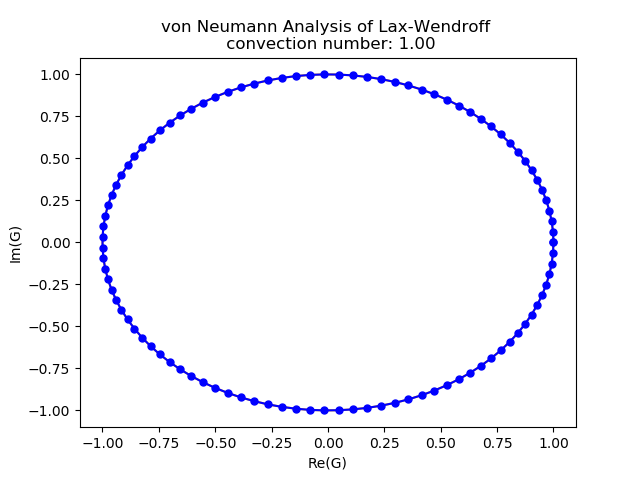 von Neumann Analysis of Lax-Wendroff
convection number: 1.00
1.00
0.75
0.50
0.25
0.00
−0.25
−0.50
−0.75
−1.00
Im(G)
−1.00 −0.75 −0.50 −0.25 0.00 0.25 0.50 0.75 1.00
Re(G)